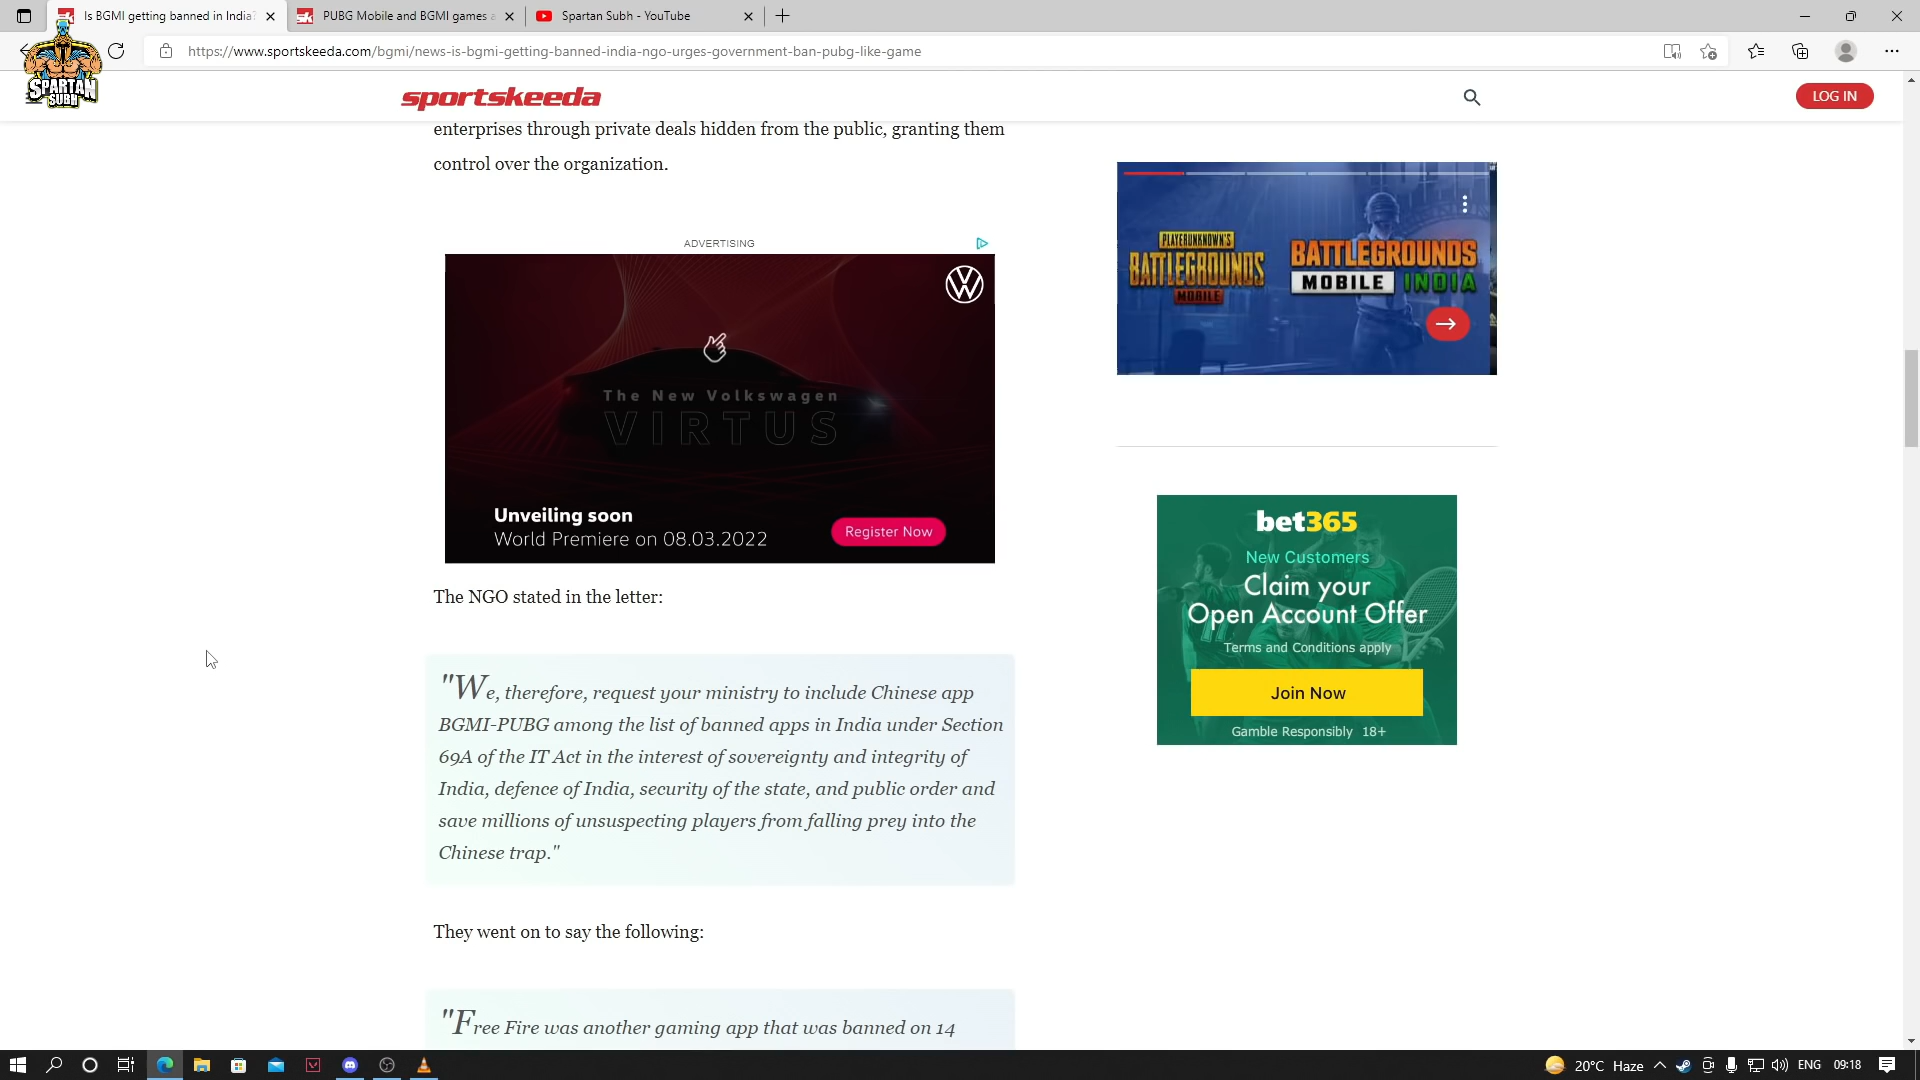 Is BGMI getting banned in India?
PUBG Mobile and BGMI games a
Spartan Subh - YouTube
https://www.sportskeeda.com/bgmi/news-is-bgmi-getting-banned-india-ngo-urges-government-ban-pubg-like-game
SPARTAN
SUBH
sportskeeda
LOG IN
enterprises through private deals hidden from the public, granting them
control over the organization.
ADVERTISING
The New Volkswagen
VIRTUS
Unveiling soon
World Premiere on 08.03.2022
Register Now
PLAYERUNKNOWN'S
BATTLEGROUNDS
MOBILE
BATTLEGROUNDS
MOBILE INDIA
bet365
New Customers
Claim your
Open Account Offer
Terms and Conditions apply
Join Now
Gamble Responsibly 18+
The NGO stated in the letter:
"We, therefore, request your ministry to include Chinese app
BGMI-PUBG among the list of banned apps in India under Section
69A of the IT Act in the interest of sovereignty and integrity of
India, defence of India, security of the state, and public order and
save millions of unsuspecting players from falling prey into the
Chinese trap."
They went on to say the following:
"Free Fire was another gaming app that was banned on 14
20°C Haze
ENG
09:18